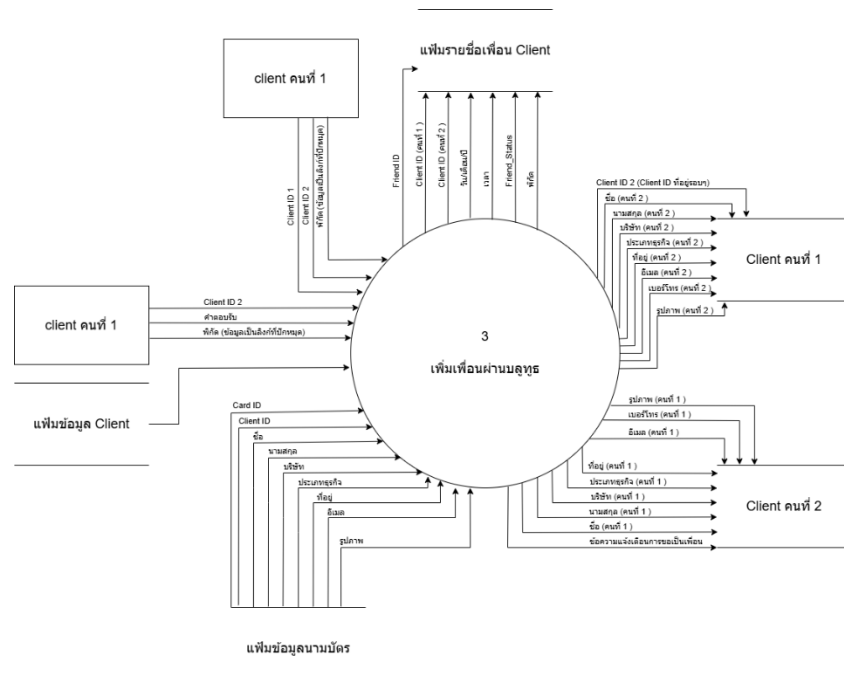 แฟ้มรายชื่อเพื่อน Client
client คนที่ 1
Friend ID
Client ID (คนที่ 1 )
Client ID (คนที่ 2 )
วัน/เดือน/ปี
เวลา
Friend_Status
พิกัด
Client ID 1
Client ID 2
พิกัด (ข้อมูลเป็นลิงก์ที่ปักหมุด)
Client ID 2 (Client ID ที่อยู่รอบๆ)
ชื่อ (คนที่ 2 )
นามสกุล (คนที่ 2 )
บริษัท (คนที่ 2 )
ประเภทธุรกิจ (คนที่ 2 )
ที่อยู่ (คนที่ 2 )
อีเมล (คนที่ 2 )
เบอร์โทร (คนที่ 2 )
รูปภาพ (คนที่ 2 )
Client คนที่ 1
client คนที่ 1
Client ID 2
คำตอบรับ
พิกัด (ข้อมูลเป็นลิงก์ที่ปักหมุด)
3
เพิ่มเพื่อนผ่านบลูทูธ
แฟ้มข้อมูล Client
Card ID
Client ID
ชื่อ
นามสกุล
บริษัท
ประเภทธุรกิจ
ที่อยู่
อีเมล
รูปภาพ
รูปภาพ (คนที่ 1 )
เบอร์โทร (คนที่ 1 )
อีเมล (คนที่ 1 )
ที่อยู่ (คนที่ 1 )
ประเภทธุรกิจ (คนที่ 1 )
บริษัท (คนที่ 1 )
นามสกุล (คนที่ 1 )
ชื่อ (คนที่ 1 )
ข้อความแจ้งเตือนการขอเป็นเพื่อน
Client คนที่ 2
แฟ้มข้อมูลนามบัตร